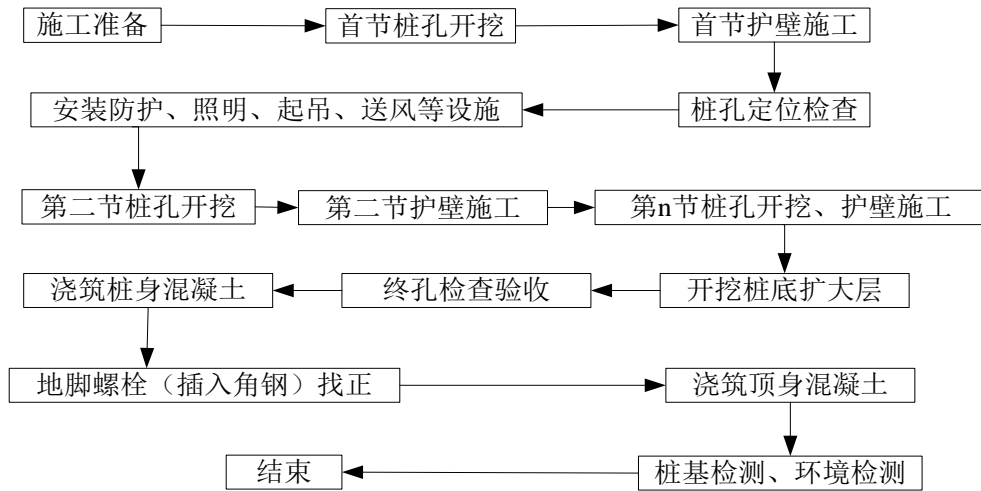 施工准备
首节桩孔开挖
首节护壁施工
桩孔定位检查
安装防护、照明、起吊、送风等设施
第二节桩孔开挖
第二节护壁施工
第n节桩孔开挖、护壁施工
开挖桩底扩大层
终孔检查验收
浇筑桩身混凝土
地脚螺栓（插入角钢）找正
浇筑顶身混凝土
桩基检测、环境检测
结束